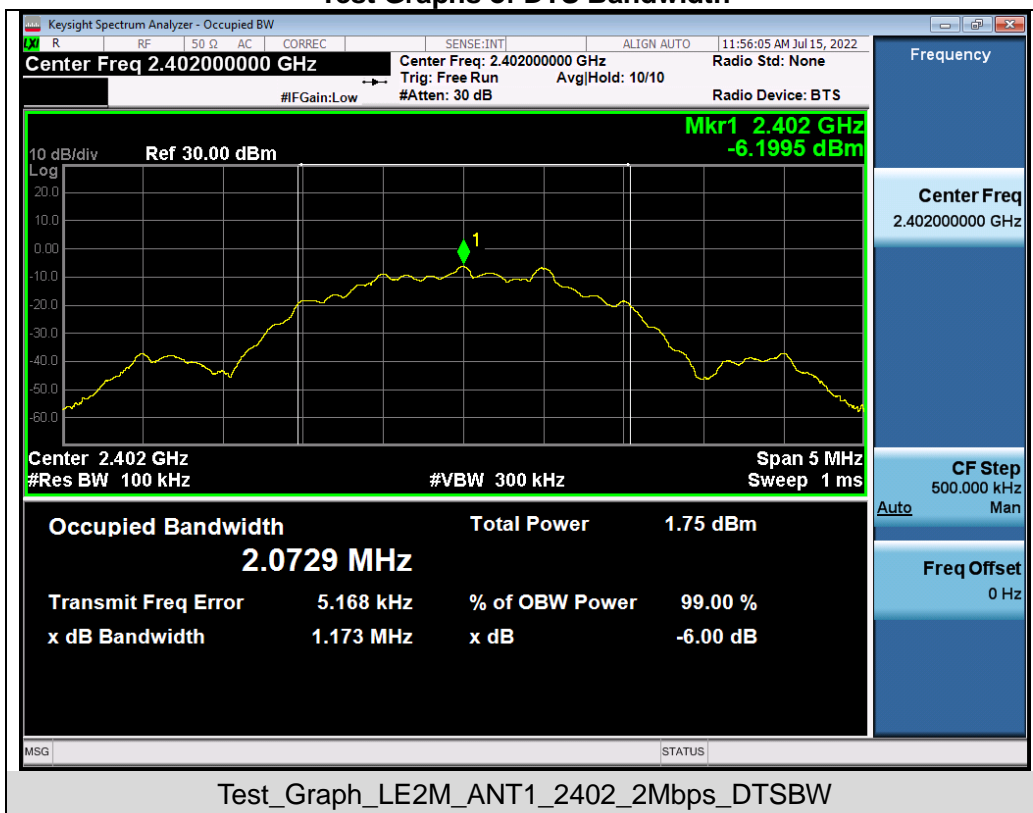 Test Graphs of DTS Bandwidth
Keysight Spectrum Analyzer - Occupied BW
LXI R RF 50 Ω AC CORREC SENSE:INT ALIGN AUTO 11:56:05 AM Jul 15, 2022
Center Freq 2.402000000 GHz
Center Freq: 2.402000000 GHz
Radio Std: None
Trig: Free Run Avg|Hold: 10/10
#IFGain:Low #Atten: 30 dB Radio Device: BTS
Mkr1 2.402 GHz
-6.1995 dBm
10 dB/div Ref 30.00 dBm
Log
20.0
10.0
0.00
-10.0
-20.0
-30.0
-40.0
-50.0
-60.0
1
Center 2.402 GHz Span 5 MHz
#Res BW 100 kHz #VBW 300 kHz Sweep 1 ms
Occupied Bandwidth Total Power 1.75 dBm
2.0729 MHz
Transmit Freq Error 5.168 kHz % of OBW Power 99.00 %
x dB Bandwidth 1.173 MHz x dB -6.00 dB
MSG STATUS
Frequency
Center Freq
2.402000000 GHz
CF Step
500.000 kHz
Auto Man
Freq Offset
0 Hz
Test_Graph_LE2M_ANT1_2402_2Mbps_DTSBW